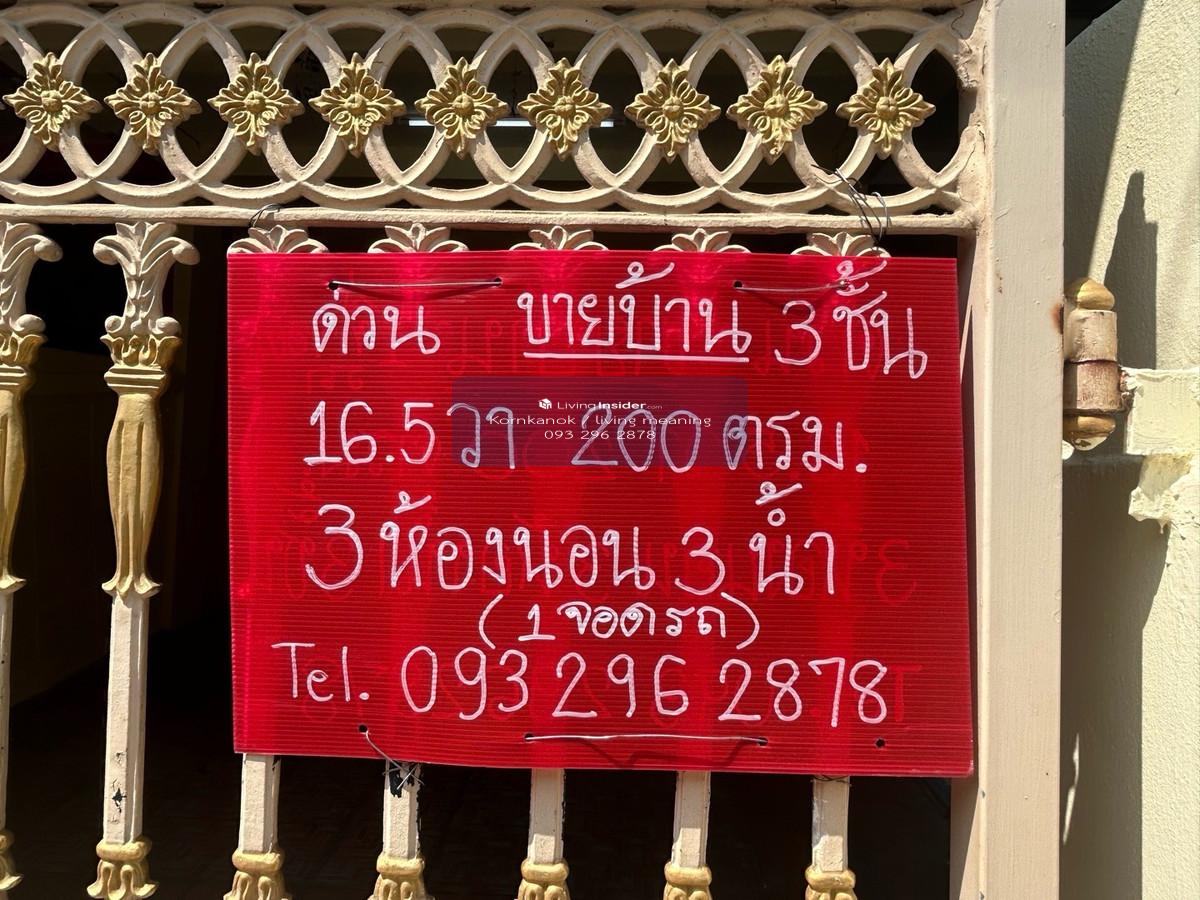 ด่วน ขายบ้าน 3 ชั้น
16.5 วา 200 ตรม.
LivingInsider.com
Kornkanok / living meaning
093 296 2878
3 ห้องนอน 3 น้ำ
(1 จอดรถ)
Tel. 093 296 2878